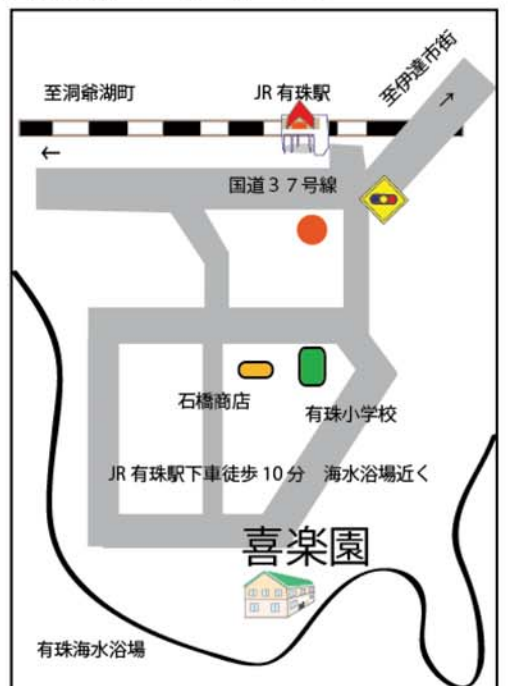 至伊達市街
至洞爺湖町
JR 有珠駅
→
←
国道３７号線
石橋商店
有珠小学校
JR 有珠駅下車徒歩 10 分　海水浴場近く
喜楽園
有珠海水浴場